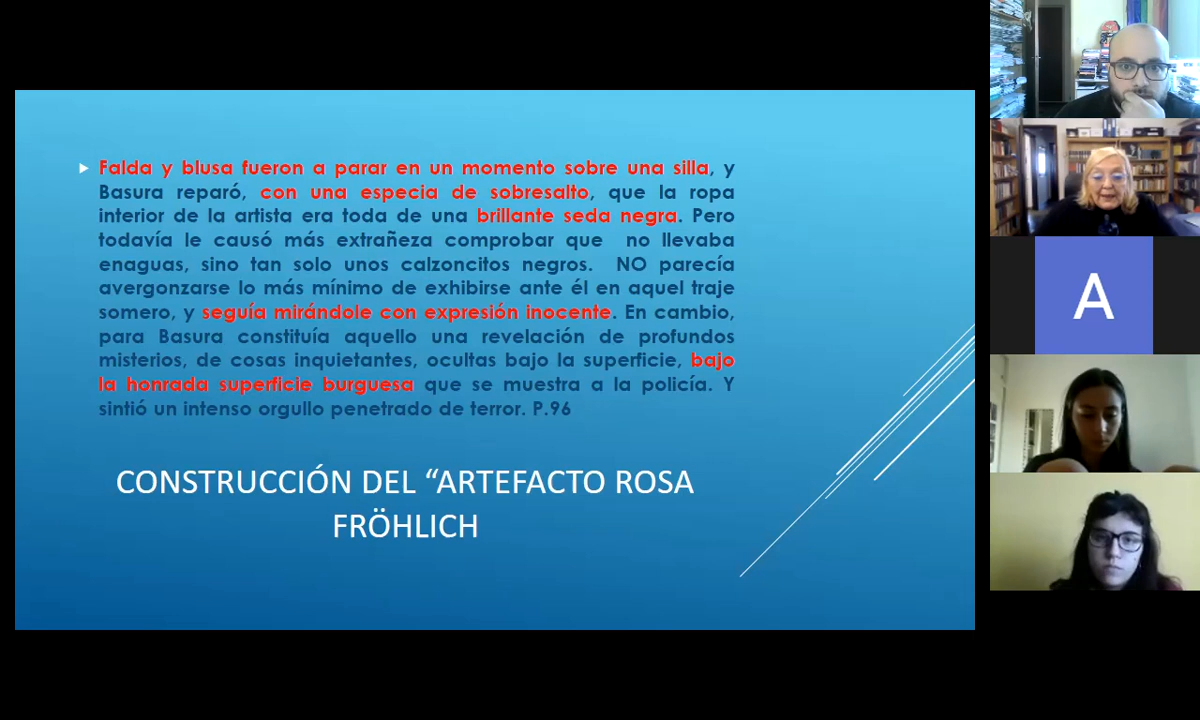 Falda y blusa fueron a parar en un momento sobre una silla, y
Basura reparó, con una especia de sobresalto, que la ropa
interior de la artista era toda de una brillante seda negra. Pero
todavía le causó más extrañeza comprobar que no llevaba
enaguas, sino tan solo unos calzoncitos negros. NO parecía
avergonzarse lo más mínimo de exhibirse ante él en aquel traje
somero, y seguía mirándole con expresión inocente. En cambio,
para Basura constituía aquello una revelación de profundos
misterios, de cosas inquietantes, ocultas bajo la superficie, bajo
la honrada superficie burguesa que se muestra a la policía. Y
sintió un intenso orgullo penetrado de terror. P.96
CONSTRUCCIÓN DEL “ARTEFACTO ROSA
FRÖHLICH
A